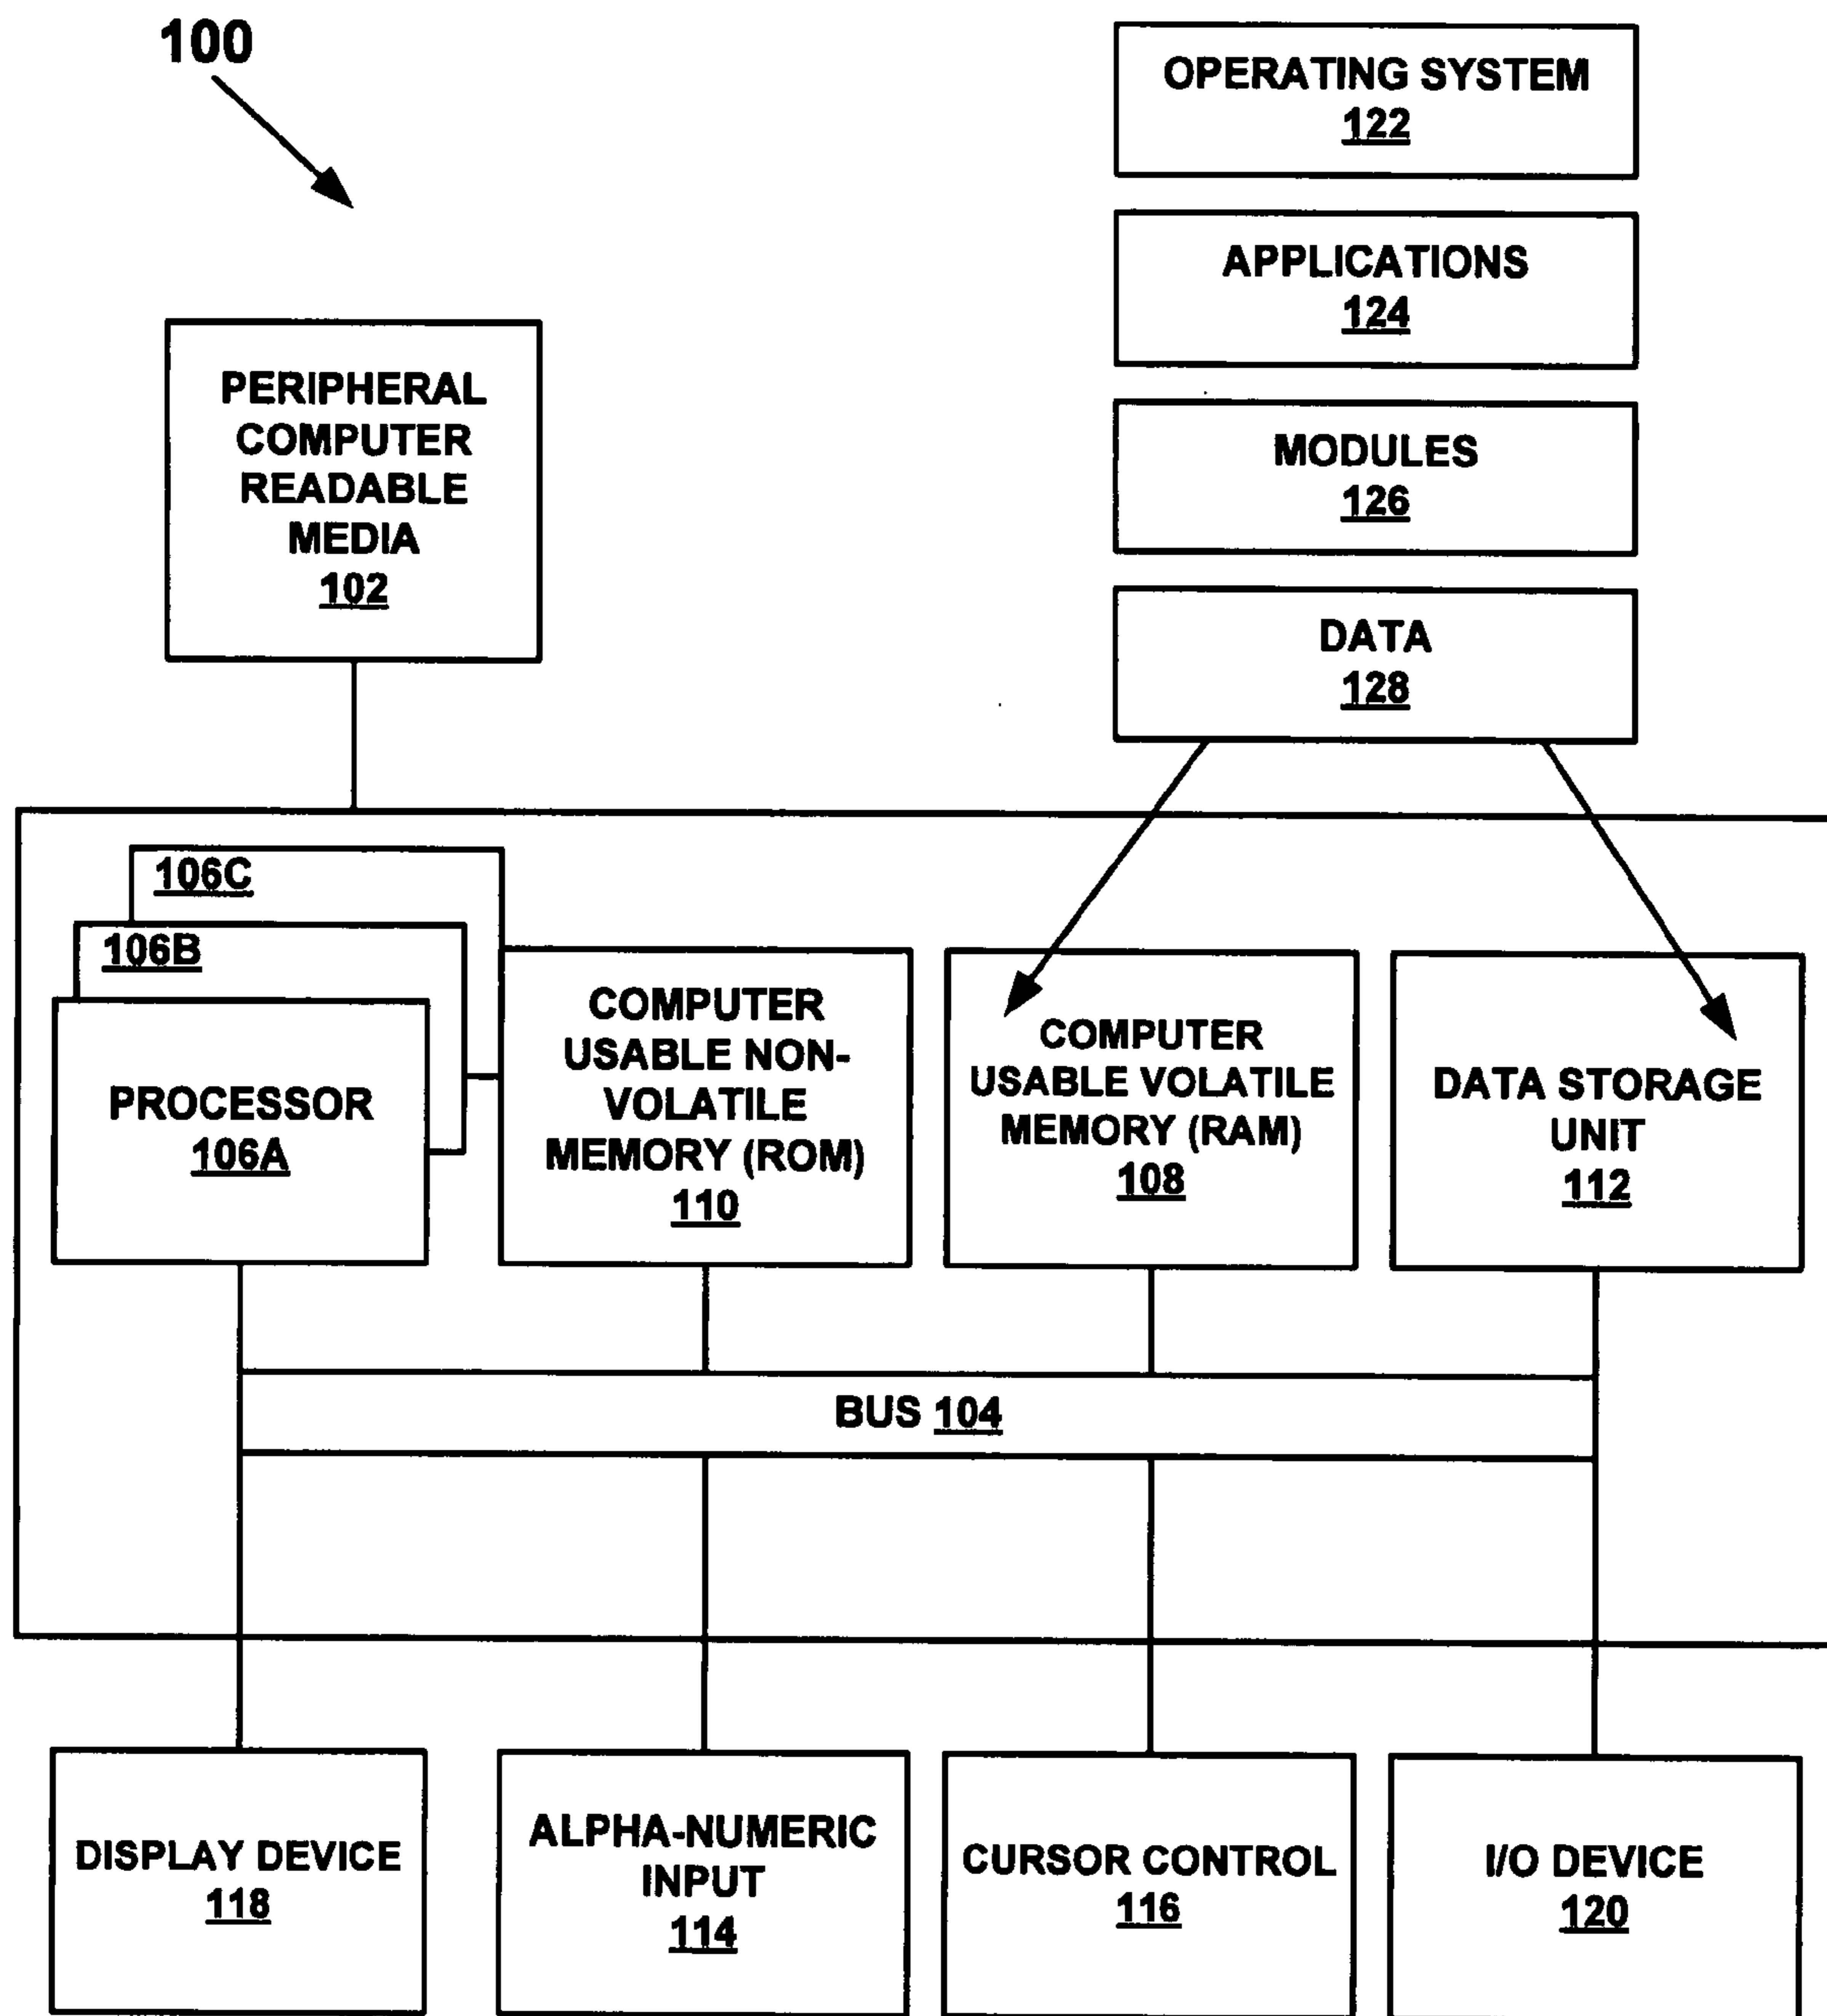 100
OPERATING SYSTEM
122
APPLICATIONS
124
MODULES
126
DATA
128
PERIPHERAL
COMPUTER
READABLE
MEDIA
102
106C
106B
PROCESSOR
106A
COMPUTER
USABLE NON-
VOLATILE
MEMORY (ROM)
110
COMPUTER
USABLE VOLATILE
MEMORY (RAM)
108
DATA STORAGE
UNIT
112
BUS 104
DISPLAY DEVICE
118
ALPHA-NUMERIC
INPUT
114
CURSOR CONTROL
116
I/O DEVICE
120